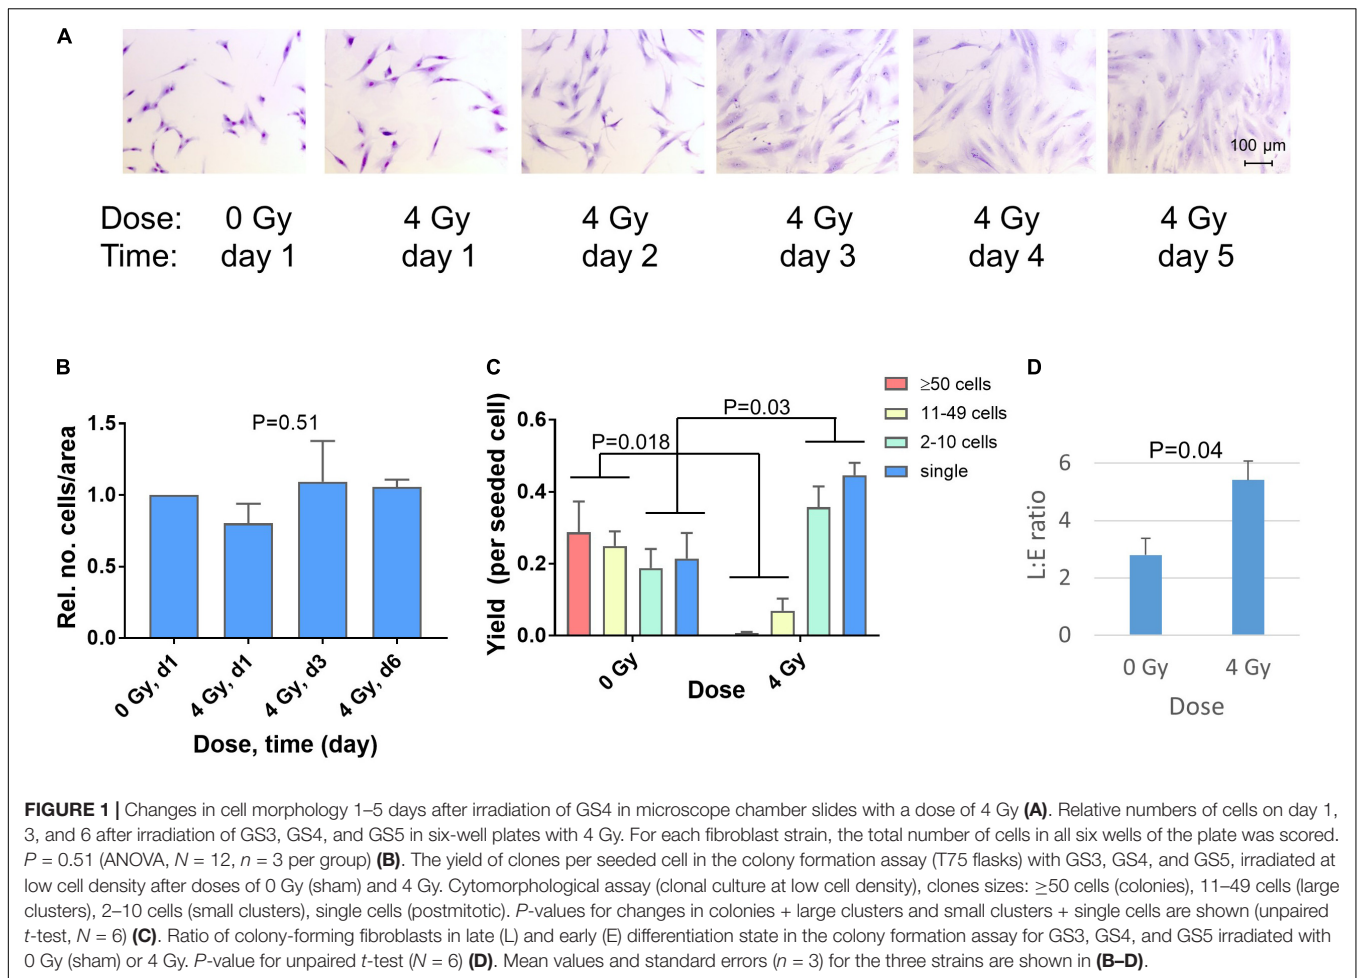 A
100 µm
Dose: 0 Gy 4 Gy 4 Gy 4 Gy 4 Gy 4 Gy
Time: day 1 day 1 day 2 day 3 day 4 day 5
B
Rel. no. cells/area
1.5
1.0
0.5
0.0
P=0.51
0 Gy, d1
4 Gy, d1
4 Gy, d3
4 Gy, d6
Dose, time (day)
C
Yield (per seeded cell)
0.6
0.4
0.2
0.0
P=0.018
P=0.03
≥50 cells
11-49 cells
2-10 cells
single
0 Gy
4 Gy
Dose
D
L:E ratio
6
4
2
0
P=0.04
0 Gy
4 Gy
Dose
FIGURE 1 | Changes in cell morphology 1–5 days after irradiation of GS4 in microscope chamber slides with a dose of 4 Gy (A). Relative numbers of cells on day 1,
3, and 6 after irradiation of GS3, GS4, and GS5 in six-well plates with 4 Gy. For each fibroblast strain, the total number of cells in all six wells of the plate was scored.
P = 0.51 (ANOVA, N = 12, n = 3 per group) (B). The yield of clones per seeded cell in the colony formation assay (T75 flasks) with GS3, GS4, and GS5, irradiated at
low cell density after doses of 0 Gy (sham) and 4 Gy. Cytomorphological assay (clonal culture at low cell density), clones sizes: ≥50 cells (colonies), 11–49 cells (large
clusters), 2–10 cells (small clusters), single cells (postmitotic). P-values for changes in colonies + large clusters and small clusters + single cells are shown (unpaired
t-test, N = 6) (C). Ratio of colony-forming fibroblasts in late (L) and early (E) differentiation state in the colony formation assay for GS3, GS4, and GS5 irradiated with
0 Gy (sham) or 4 Gy. P-value for unpaired t-test (N = 6) (D). Mean values and standard errors (n = 3) for the three strains are shown in (B–D).